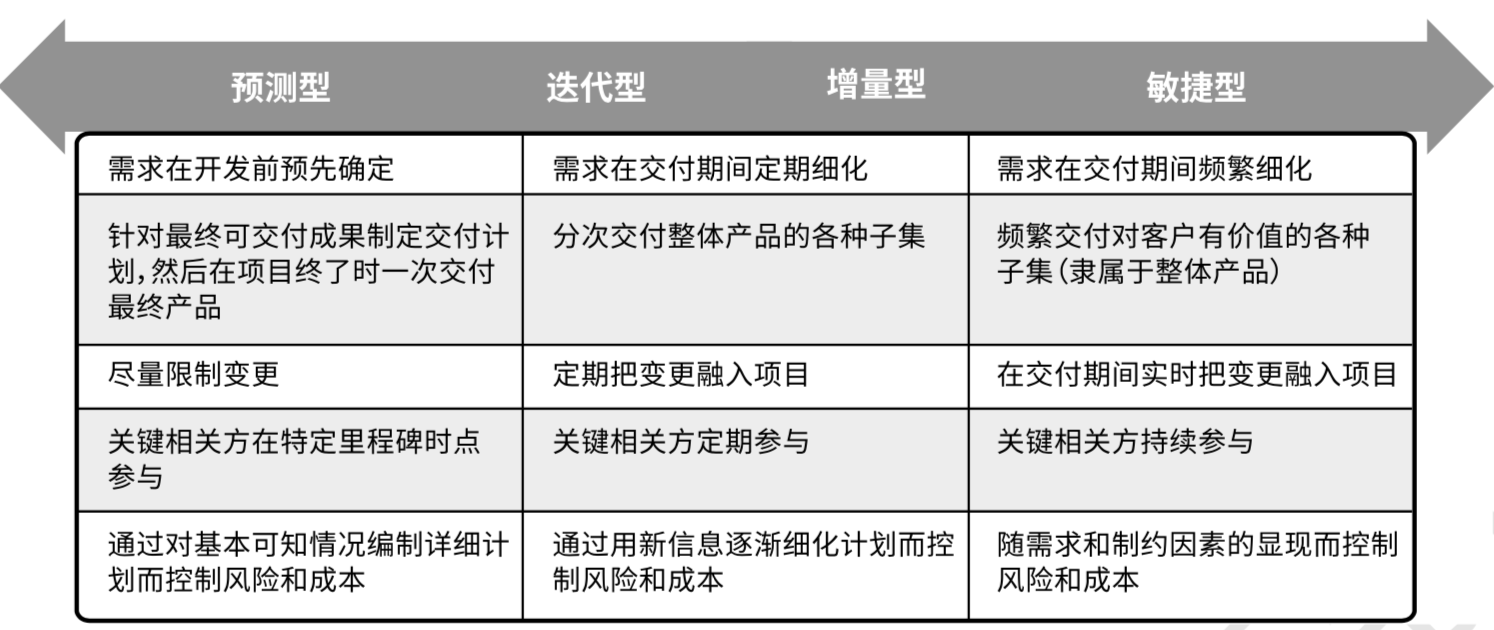 预测型 迭代型 增量型 敏捷型
需求在开发前预先确定
需求在交付期间定期细化
需求在交付期间频繁细化
针对最终可交付成果制定交付计
划，然后在项目终了时一次交付
最终产品
分次交付整体产品的各种子集
频繁交付对客户有价值的各种
子集（隶属于整体产品）
尽量限制变更
定期把变更融入项目
在交付期间实时把变更融入项目
关键相关方在特定里程碑时点
参与
关键相关方定期参与
关键相关方持续参与
通过对基本可知情况编制详细计
划而控制风险和成本
通过用新信息逐渐细化计划而控
制风险和成本
随需求和制约因素的显现而控制
风险和成本